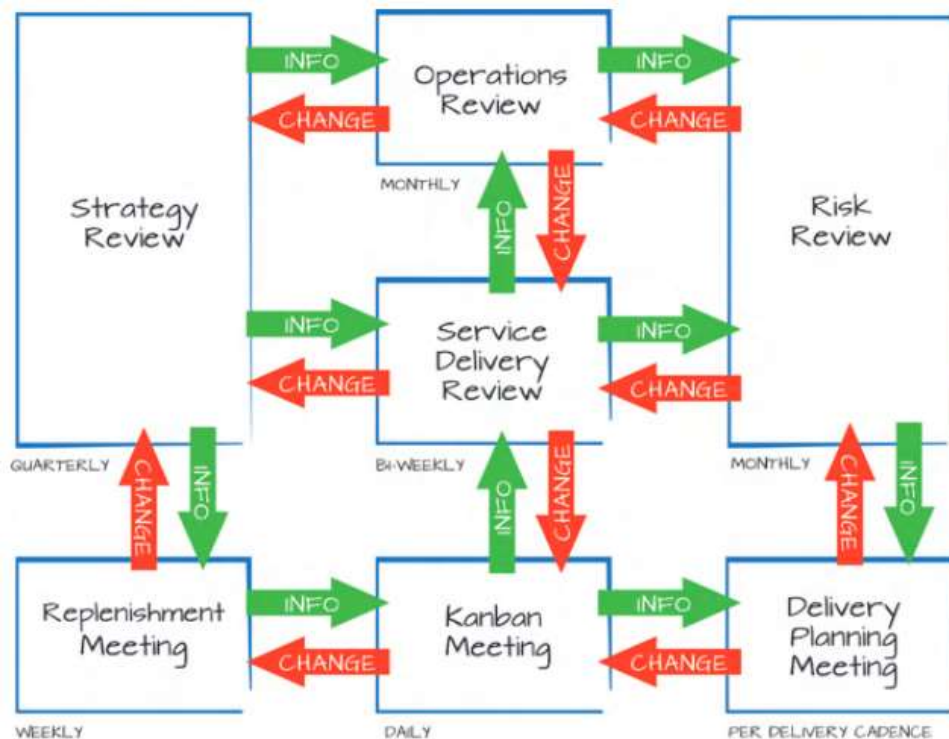 INFO
Operations
Review
INFO
CHANGE
CHANGE
MONTHLY
Strategy
Review
INFO
CHANGE
Risk
Review
INFO
Service
Delivery
Review
INFO
CHANGE
CHANGE
QUARTERLY
BI-WEEKLY
MONTHLY
CHANGE
INFO
INFO
CHANGE
CHANGE
INFO
Replenishment
Meeting
INFO
CHANGE
Kanban
Meeting
INFO
CHANGE
Delivery
Planning
Meeting
WEEKLY
DAILY
PER DELIVERY CADENCE